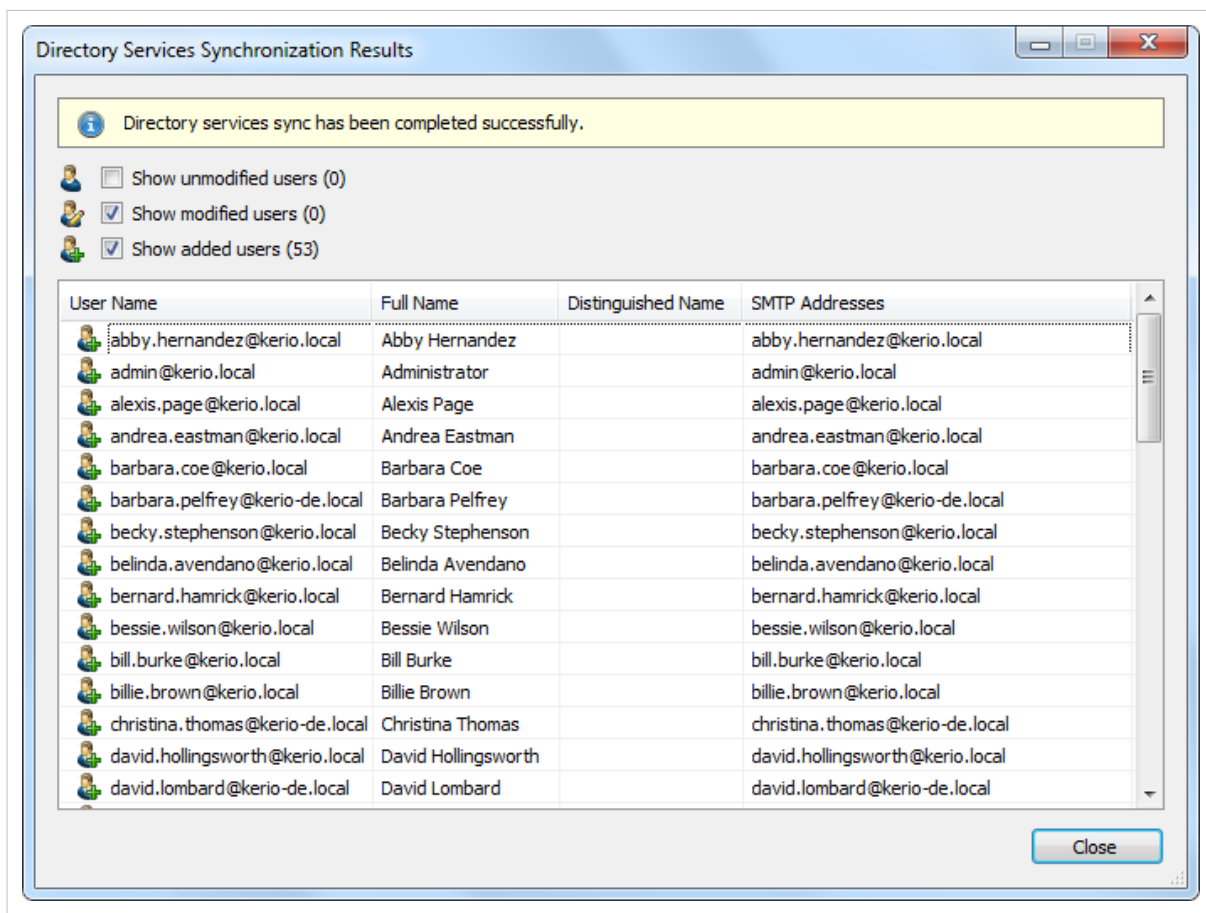 Directory Services Synchronization Results
Directory services sync has been completed successfully.
Show unmodified users (0)
Show modified users (0)
Show added users (53)
User Name Full Name Distinguished Name SMTP Addresses
abby.hernandez@kerio.local Abby Hernandez abby.hernandez@kerio.local
admin@kerio.local Administrator admin@kerio.local
alexis.page@kerio.local Alexis Page alexis.page@kerio.local
andrea.eastman@kerio.local Andrea Eastman andrea.eastman@kerio.local
barbara.coe@kerio.local Barbara Coe barbara.coe@kerio.local
barbara.pelfrey@kerio-de.local Barbara Pelfrey barbara.pelfrey@kerio-de.local
becky.stephenson@kerio.local Becky Stephenson becky.stephenson@kerio.local
belinda.avendano@kerio.local Belinda Avendano belinda.avendano@kerio.local
bernard.hamrick@kerio.local Bernard Hamrick bernard.hamrick@kerio.local
bessie.wilson@kerio.local Bessie Wilson bessie.wilson@kerio.local
bill.burke@kerio.local Bill Burke bill.burke@kerio.local
billie.brown@kerio.local Billie Brown billie.brown@kerio.local
christina.thomas@kerio-de.local Christina Thomas christina.thomas@kerio-de.local
david.hollingsworth@kerio.local David Hollingsworth david.hollingsworth@kerio.local
david.lombard@kerio-de.local David Lombard david.lombard@kerio-de.local
Close